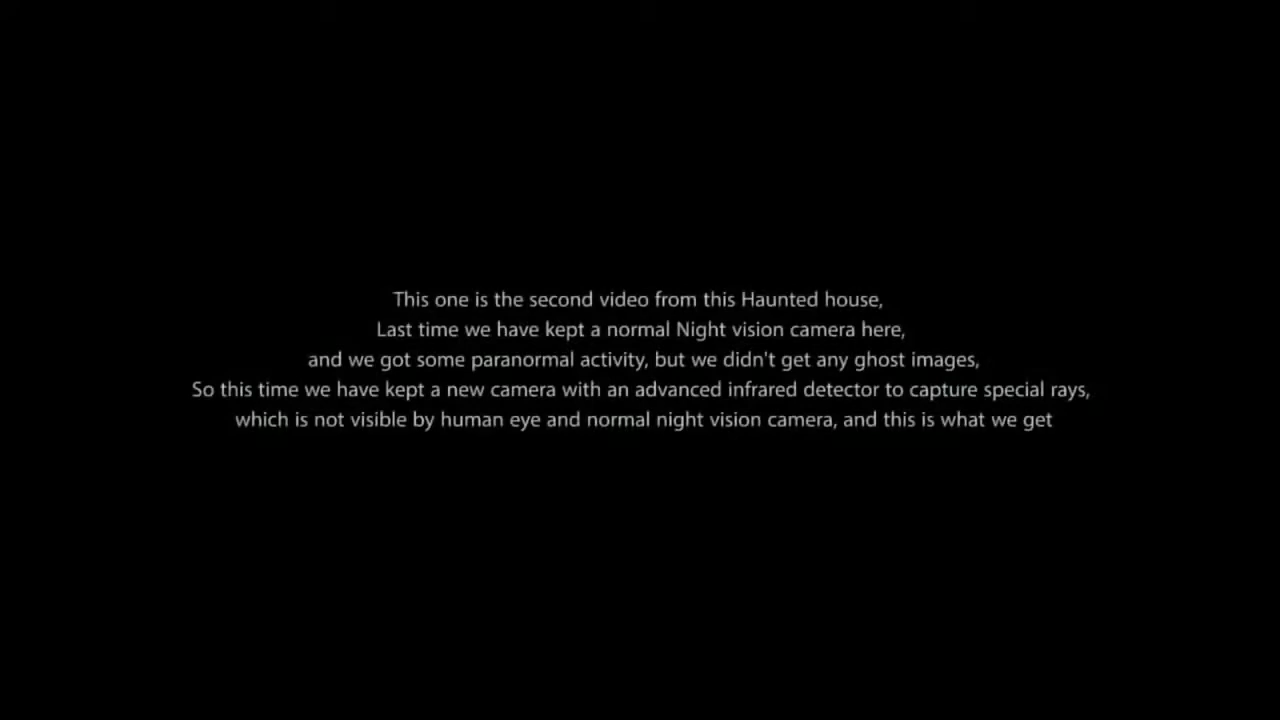 This one is the second video from this Haunted house,
Last time we have kept a normal Night vision camera here,
and we got some paranormal activity, but we didn't get any ghost images,
So this time we have kept a new camera with an advanced infrared detector to capture special rays,
which is not visible by human eye and normal night vision camera, and this is what we get